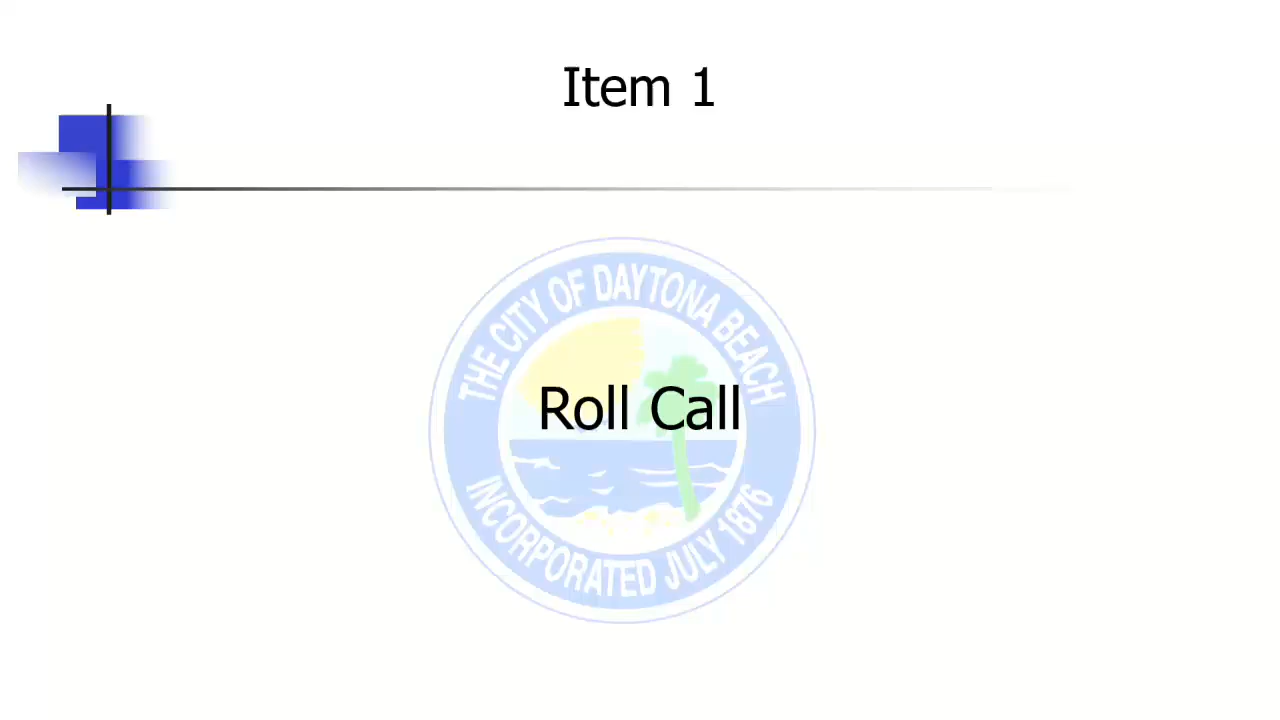 Item 1
THE CITY OF DAYTONA BEACH
Roll Call
INCORPORATED JULY 1876